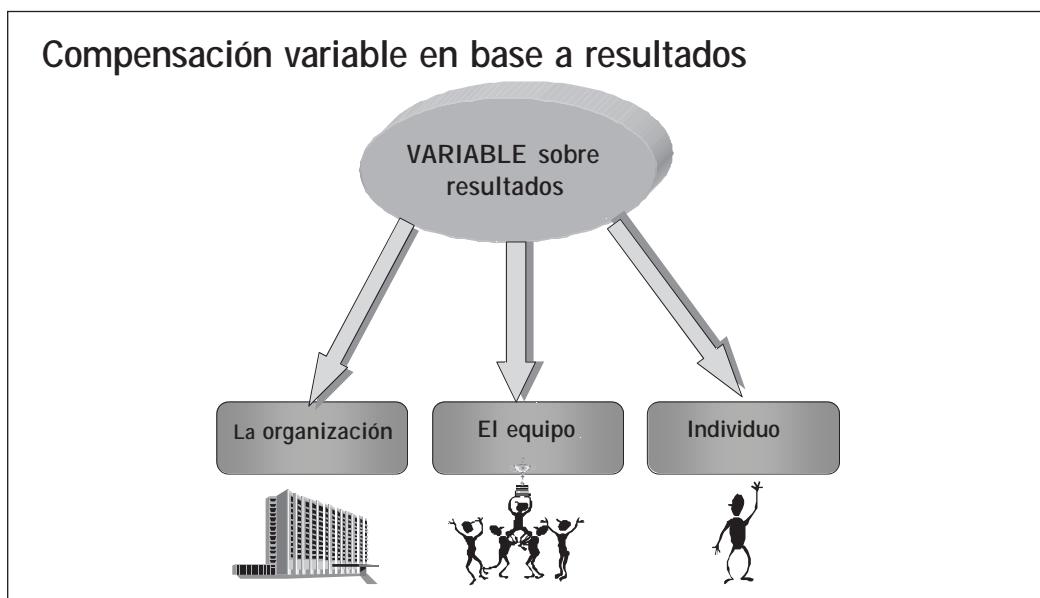 Compensación variable en base a resultados
VARIABLE sobre
resultados
La organización
El equipo
Individuo